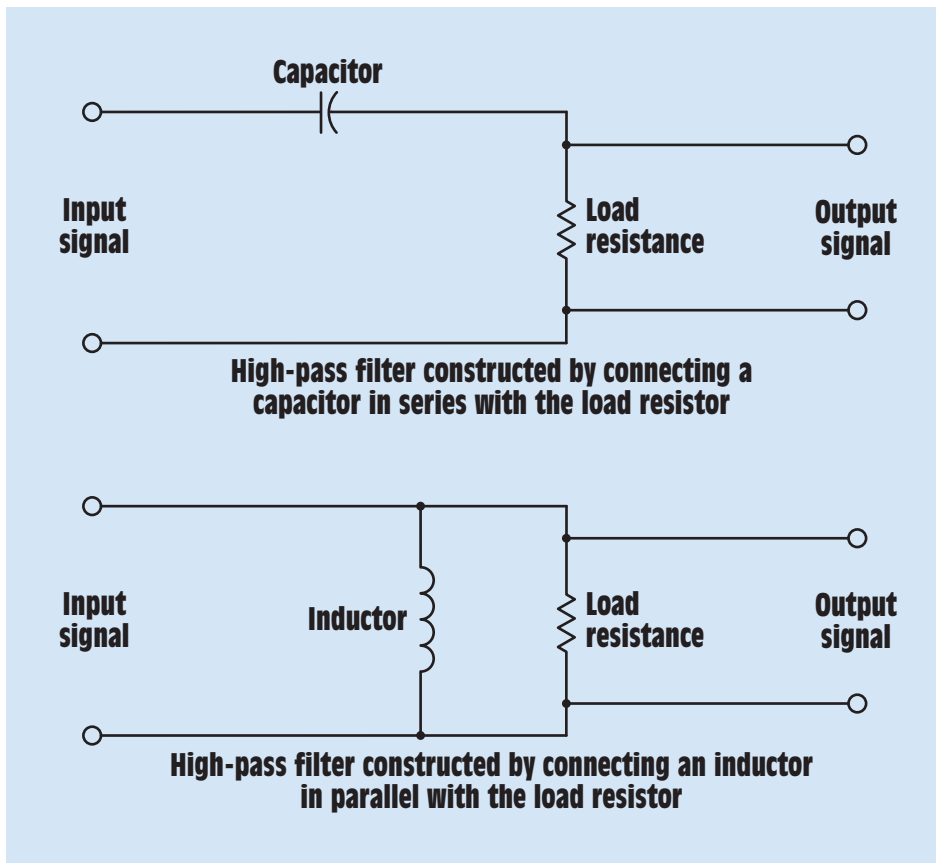 Capacitor
Input
signal
Load
resistance
Output
signal
High-pass filter constructed by connecting a
capacitor in series with the load resistor
Input
signal
Inductor
Load
resistance
Output
signal
High-pass filter constructed by connecting an inductor
in parallel with the load resistor